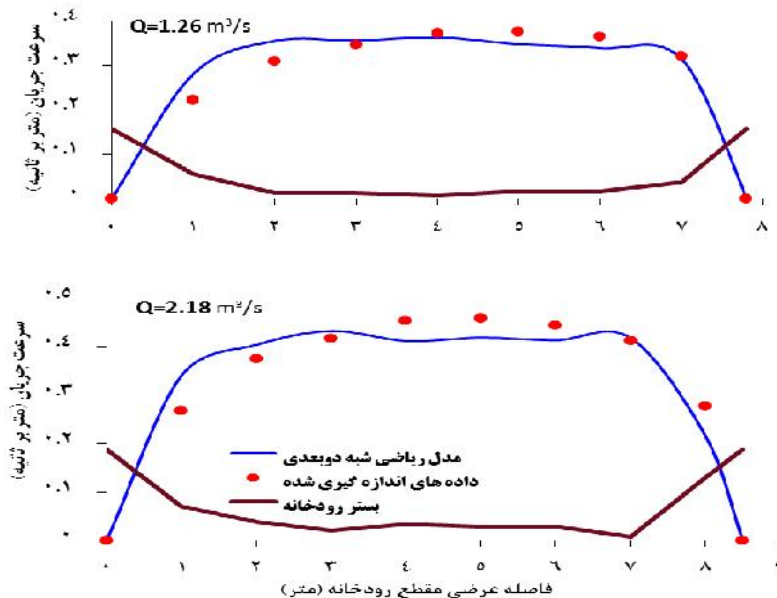 Q=1.26 m³/s
۰.٤
۰.۳
۰.۲
۰.۱
۰
سرعت جریان (متر بر ثانیه)
۰ ۱ ۲ ۳ ٤ ۵ ٦ ۷ ۸
Q=2.18 m³/s
۰.۵
۰.٤
۰.۲
۰.۱
۰
سرعت جریان (متر بر ثانیه)
مدل ریاضی شبه دوبعدی
داده های اندازه گیری شده
بستر رودخانه
۰ ۱ ۲ ۳ ٤ ۵ ٦ ۷ ۸
فاصله عرضی مقطع رودخانه (متر)